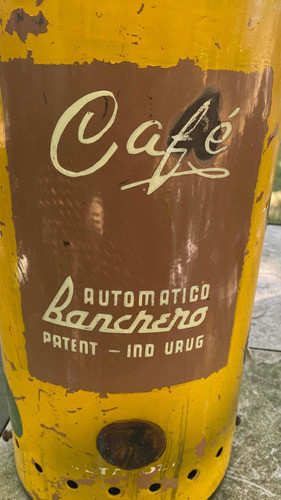 Café
AUTOMATICO
Banchero
PATENT – IND URUG